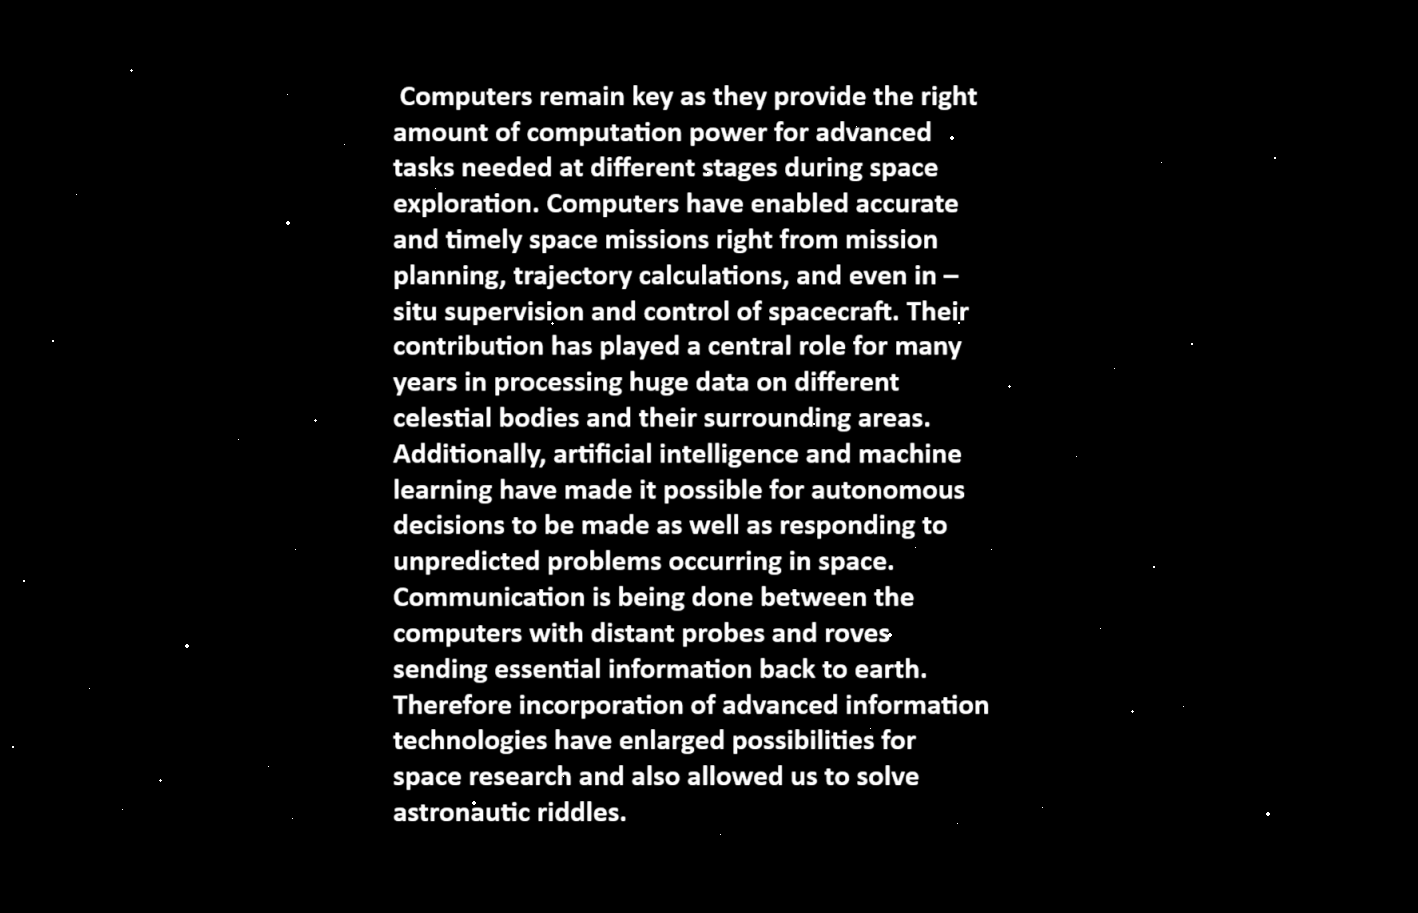 Computers remain key as they provide the right
amount of computation power for advanced
tasks needed at different stages during space
exploration. Computers have enabled accurate
and timely space missions right from mission
planning, trajectory calculations, and even in –
situ supervision and control of spacecraft. Their
contribution has played a central role for many
years in processing huge data on different
celestial bodies and their surrounding areas.
Additionally, artificial intelligence and machine
learning have made it possible for autonomous
decisions to be made as well as responding to
unpredicted problems occurring in space.
Communication is being done between the
computers with distant probes and roves
sending essential information back to earth.
Therefore incorporation of advanced information
technologies have enlarged possibilities for
space research and also allowed us to solve
astronautic riddles.